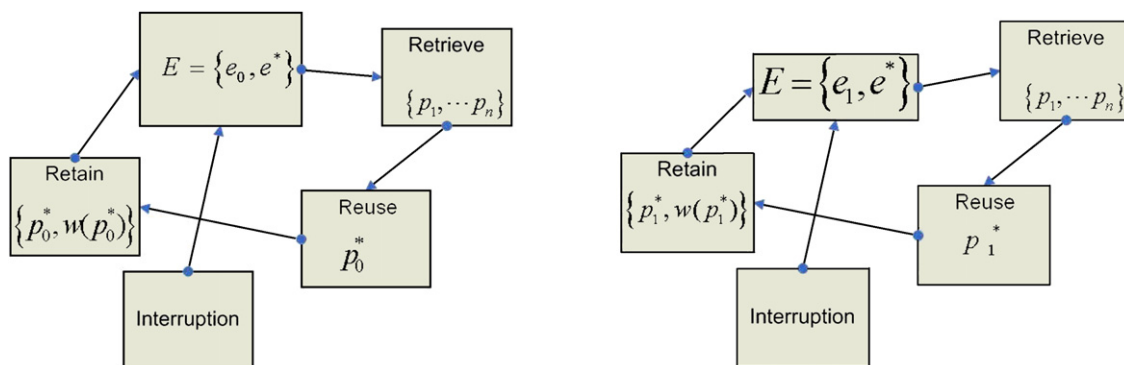 E = {e₀, e*}
Retrieve
{p₁, ⋯ pₙ}
Retain
{p₀*, w(p₀*)}
Reuse
p₀*
Interruption
E = {e₁, e*}
Retrieve
{p₁, ⋯ pₙ}
Retain
{p₁*, w(p₁*)}
Reuse
p₁*
Interruption